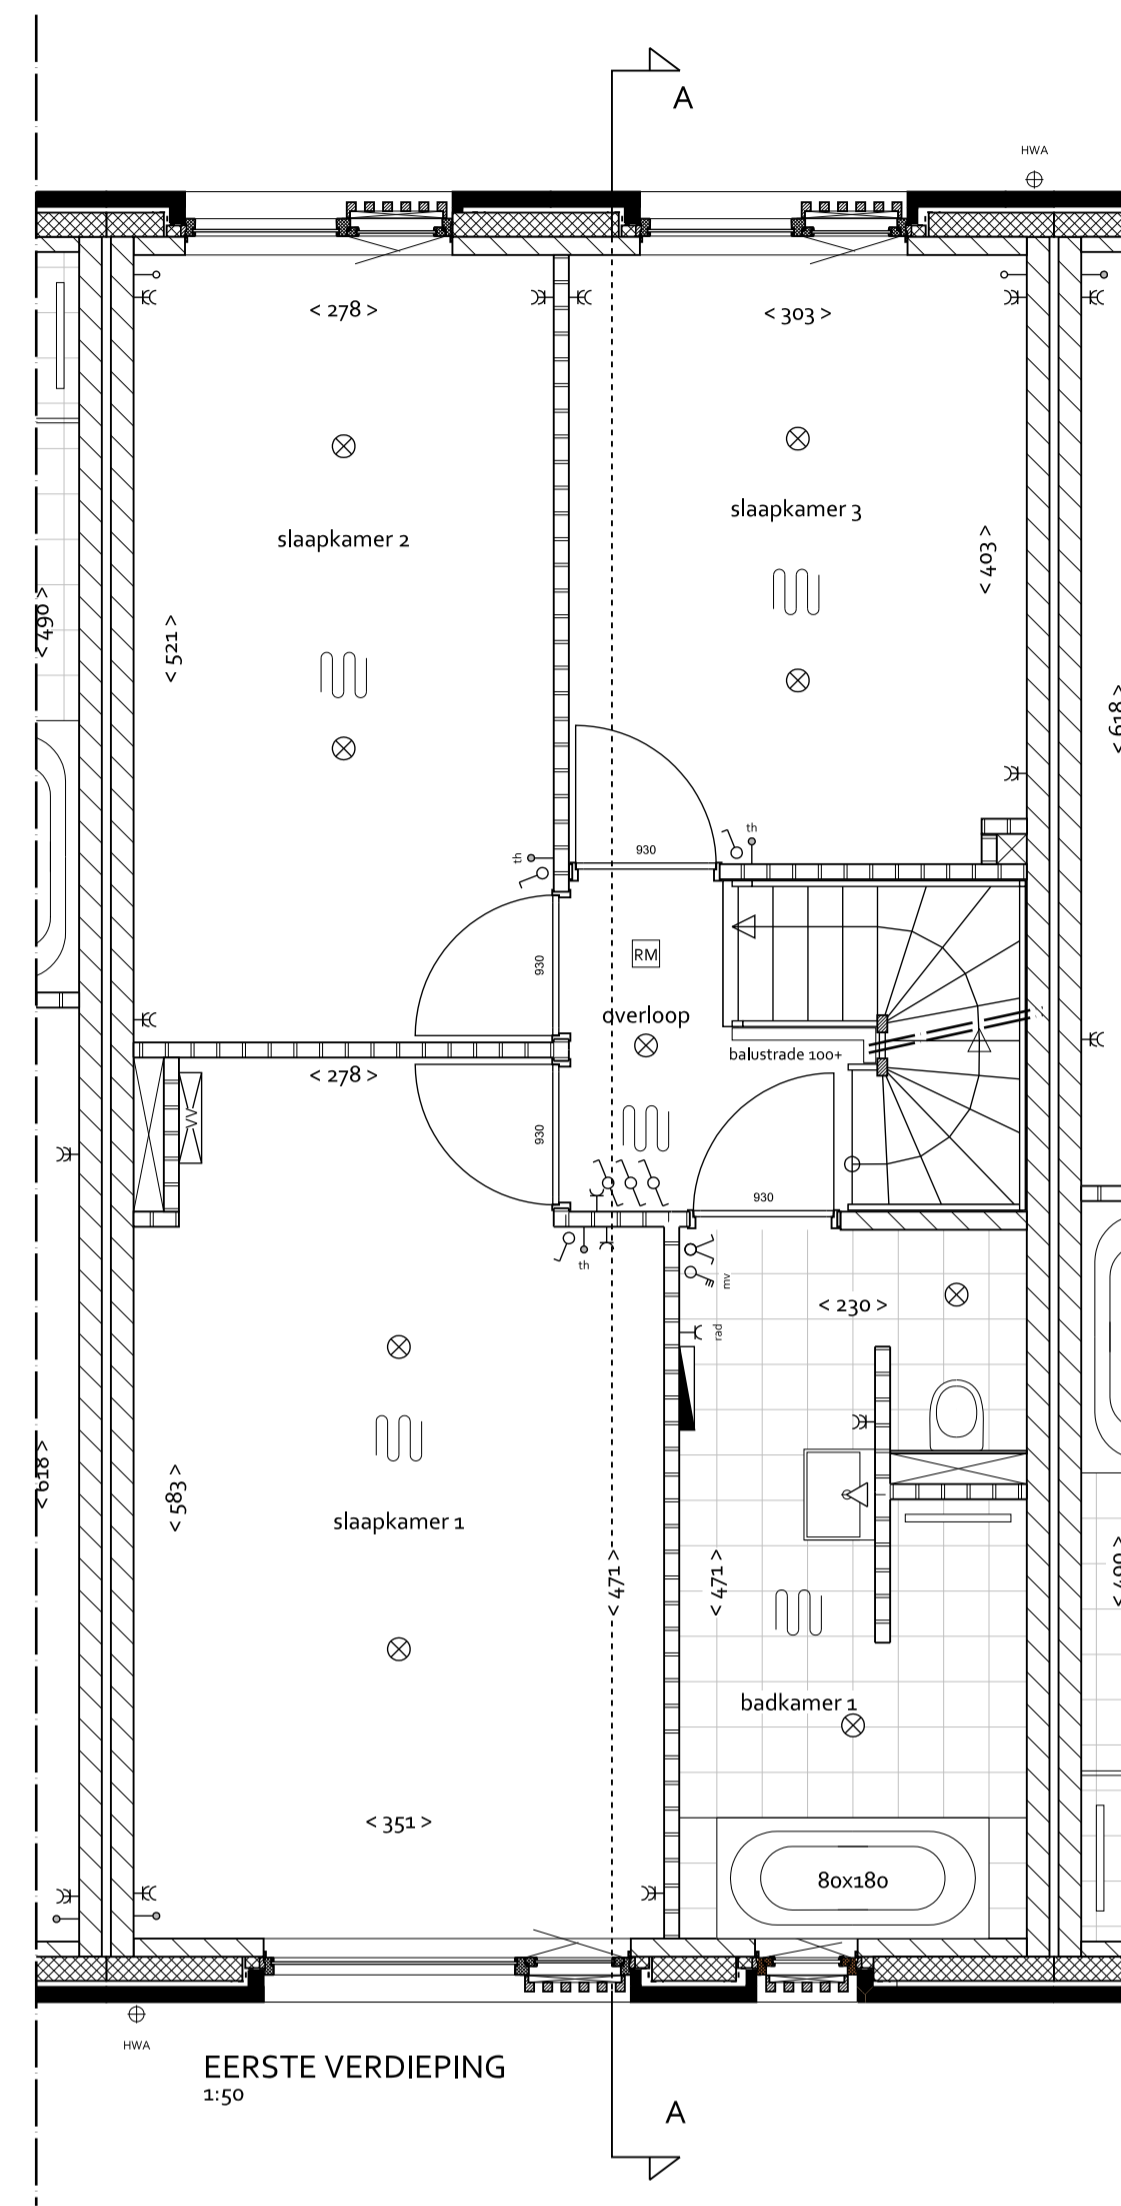 A
HWA
< 278 >
< 303 >
slaapkamer 3
slaapkamer 2
< 403 >
< 490 >
< 521 >
< 618 >
th
930
th
930
RM
overloop
balustrade 100+
< 278 >
VV
930
930
th
mv
< 230 >
rad
< 618 >
< 583 >
slaapkamer 1
< 471 >
< 471 >
badkamer 1
< 351 >
80x180
HWA
EERSTE VERDIEPING
1:50
A